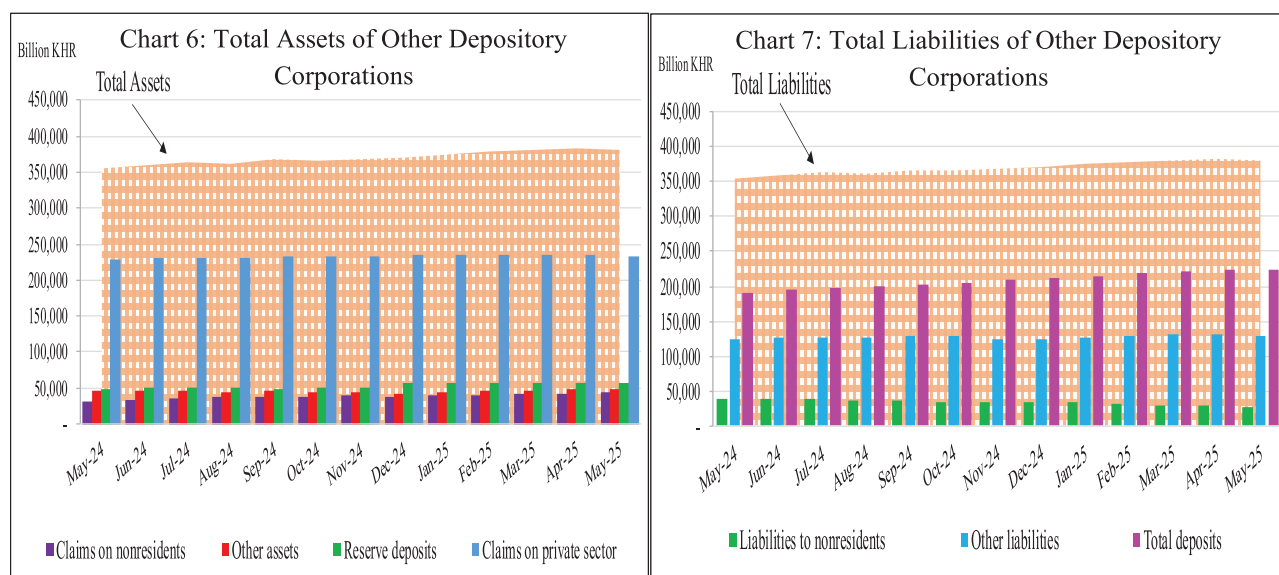 Chart 6: Total Assets of Other Depository
Corporations
Billion KHR
Total Assets
450,000
400,000
350,000
300,000
250,000
200,000
150,000
100,000
50,000
-
May-24
Jun-24
Jul-24
Aug-24
Sep-24
Oct-24
Nov-24
Dec-24
Jan-25
Feb-25
Mar-25
Apr-25
May-25
Claims on nonresidents
Other assets
Reserve deposits
Claims on private sector
Chart 7: Total Liabilities of Other Depository
Corporations
Billion KHR
Total Liabilities
450,000
400,000
350,000
300,000
250,000
200,000
150,000
100,000
50,000
-
May-24
Jun-24
Jul-24
Aug-24
Sep-24
Oct-24
Nov-24
Dec-24
Jan-25
Feb-25
Mar-25
Apr-25
May-25
Liabilities to nonresidents
Other liabilities
Total deposits